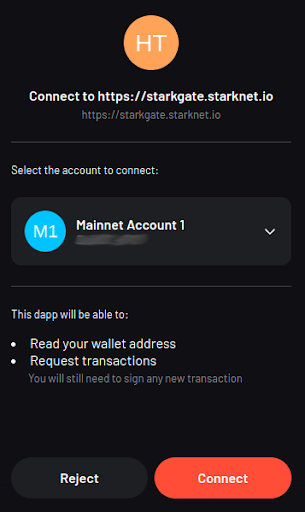 HT
Connect to https://starkgate.starknet.io
https://starkgate.starknet.io
Select the account to connect:
M1
Mainnet Account 1
This dapp will be able to:
• Read your wallet address
• Request transactions
You will still need to sign any new transaction
Reject
Connect